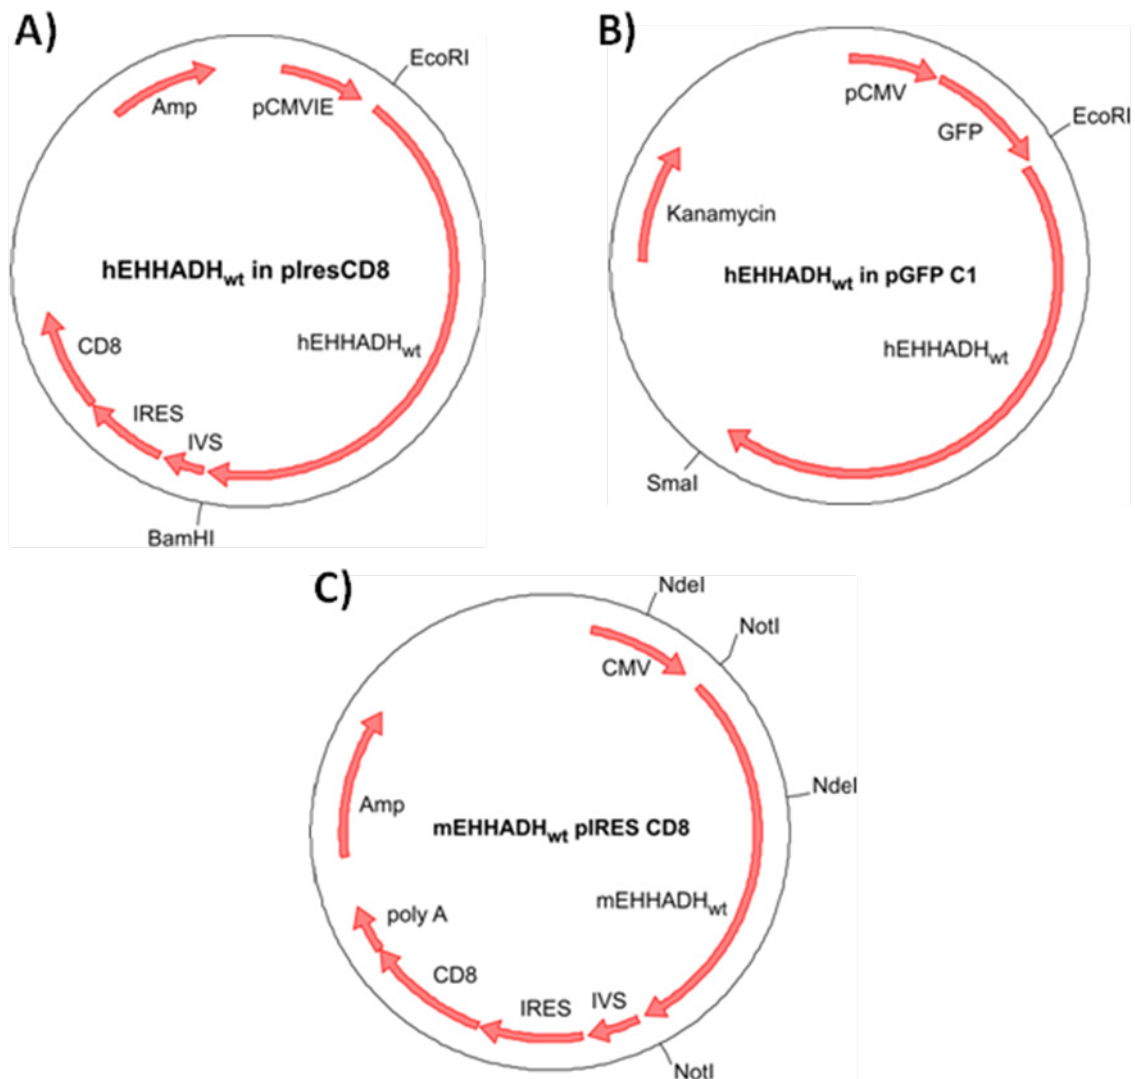 A)
EcoRI
Amp
pCMVIE
hEHHADHwt in pIresCD8
hEHHADHwt
CD8
IRES
IVS
BamHI
B)
pCMV
GFP
EcoRI
Kanamycin
hEHHADHwt in pGFP C1
hEHHADHwt
SmaI
C)
NdeI
NotI
CMV
NdeI
Amp
mEHHADHwt pIRES CD8
mEHHADHwt
poly A
CD8
IRES
IVS
NotI